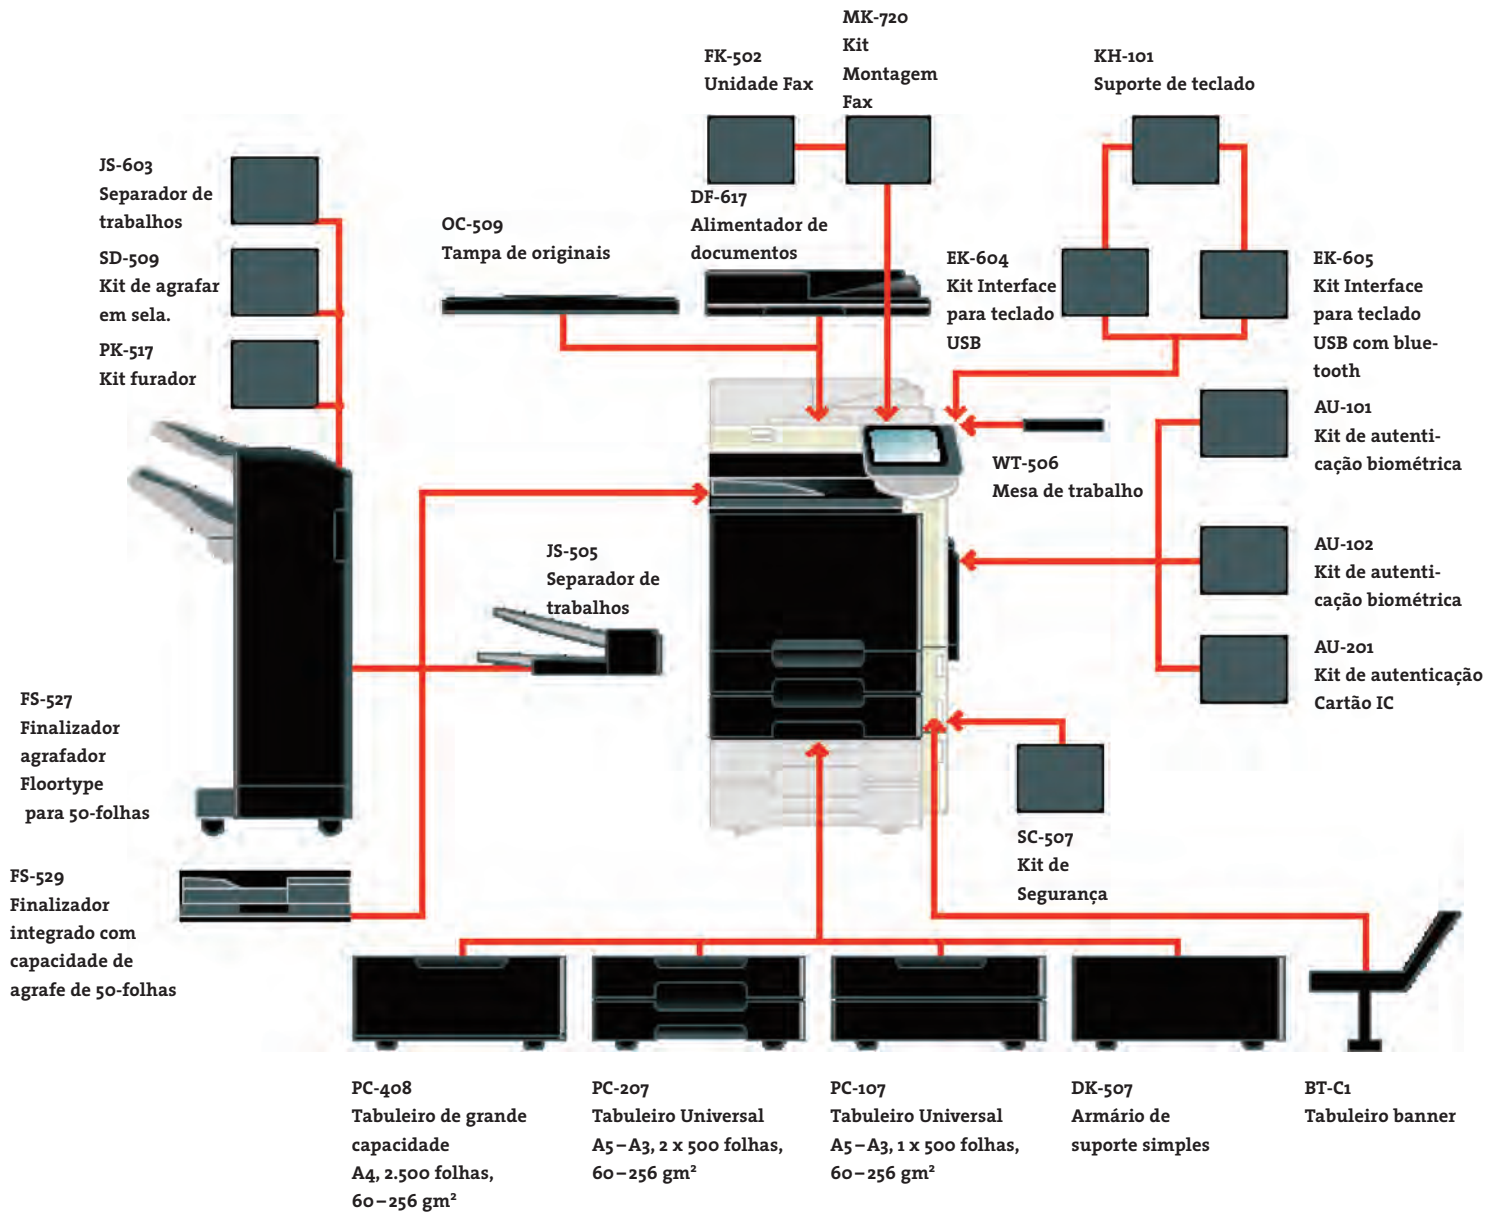 MK-720
Kit
Montagem
Fax
FK-502
Unidade Fax
KH-101
Suporte de teclado
JS-603
Separador de
trabalhos
SD-509
Kit de agrafar
em sela.
PK-517
Kit furador
OC-509
Tampa de originais
DF-617
Alimentador de
documentos
EK-604
Kit Interface
para teclado
USB
EK-605
Kit Interface
para teclado
USB com blue-
tooth
AU-101
Kit de autenti-
cação biométrica
WT-506
Mesa de trabalho
JS-505
Separador de
trabalhos
AU-102
Kit de autenti-
cação biométrica
AU-201
Kit de autenticação
Cartão IC
FS-527
Finalizador
agrafador
Floortype
para 50-folhas
SC-507
Kit de
Segurança
FS-529
Finalizador
integrado com
capacidade de
agrafe de 50-folhas
PC-408
Tabuleiro de grande
capacidade
A4, 2.500 folhas,
60–256 gm²
PC-207
Tabuleiro Universal
A5–A3, 2 x 500 folhas,
60–256 gm²
PC-107
Tabuleiro Universal
A5–A3, 1 x 500 folhas,
60–256 gm²
DK-507
Armário de
suporte simples
BT-C1
Tabuleiro banner